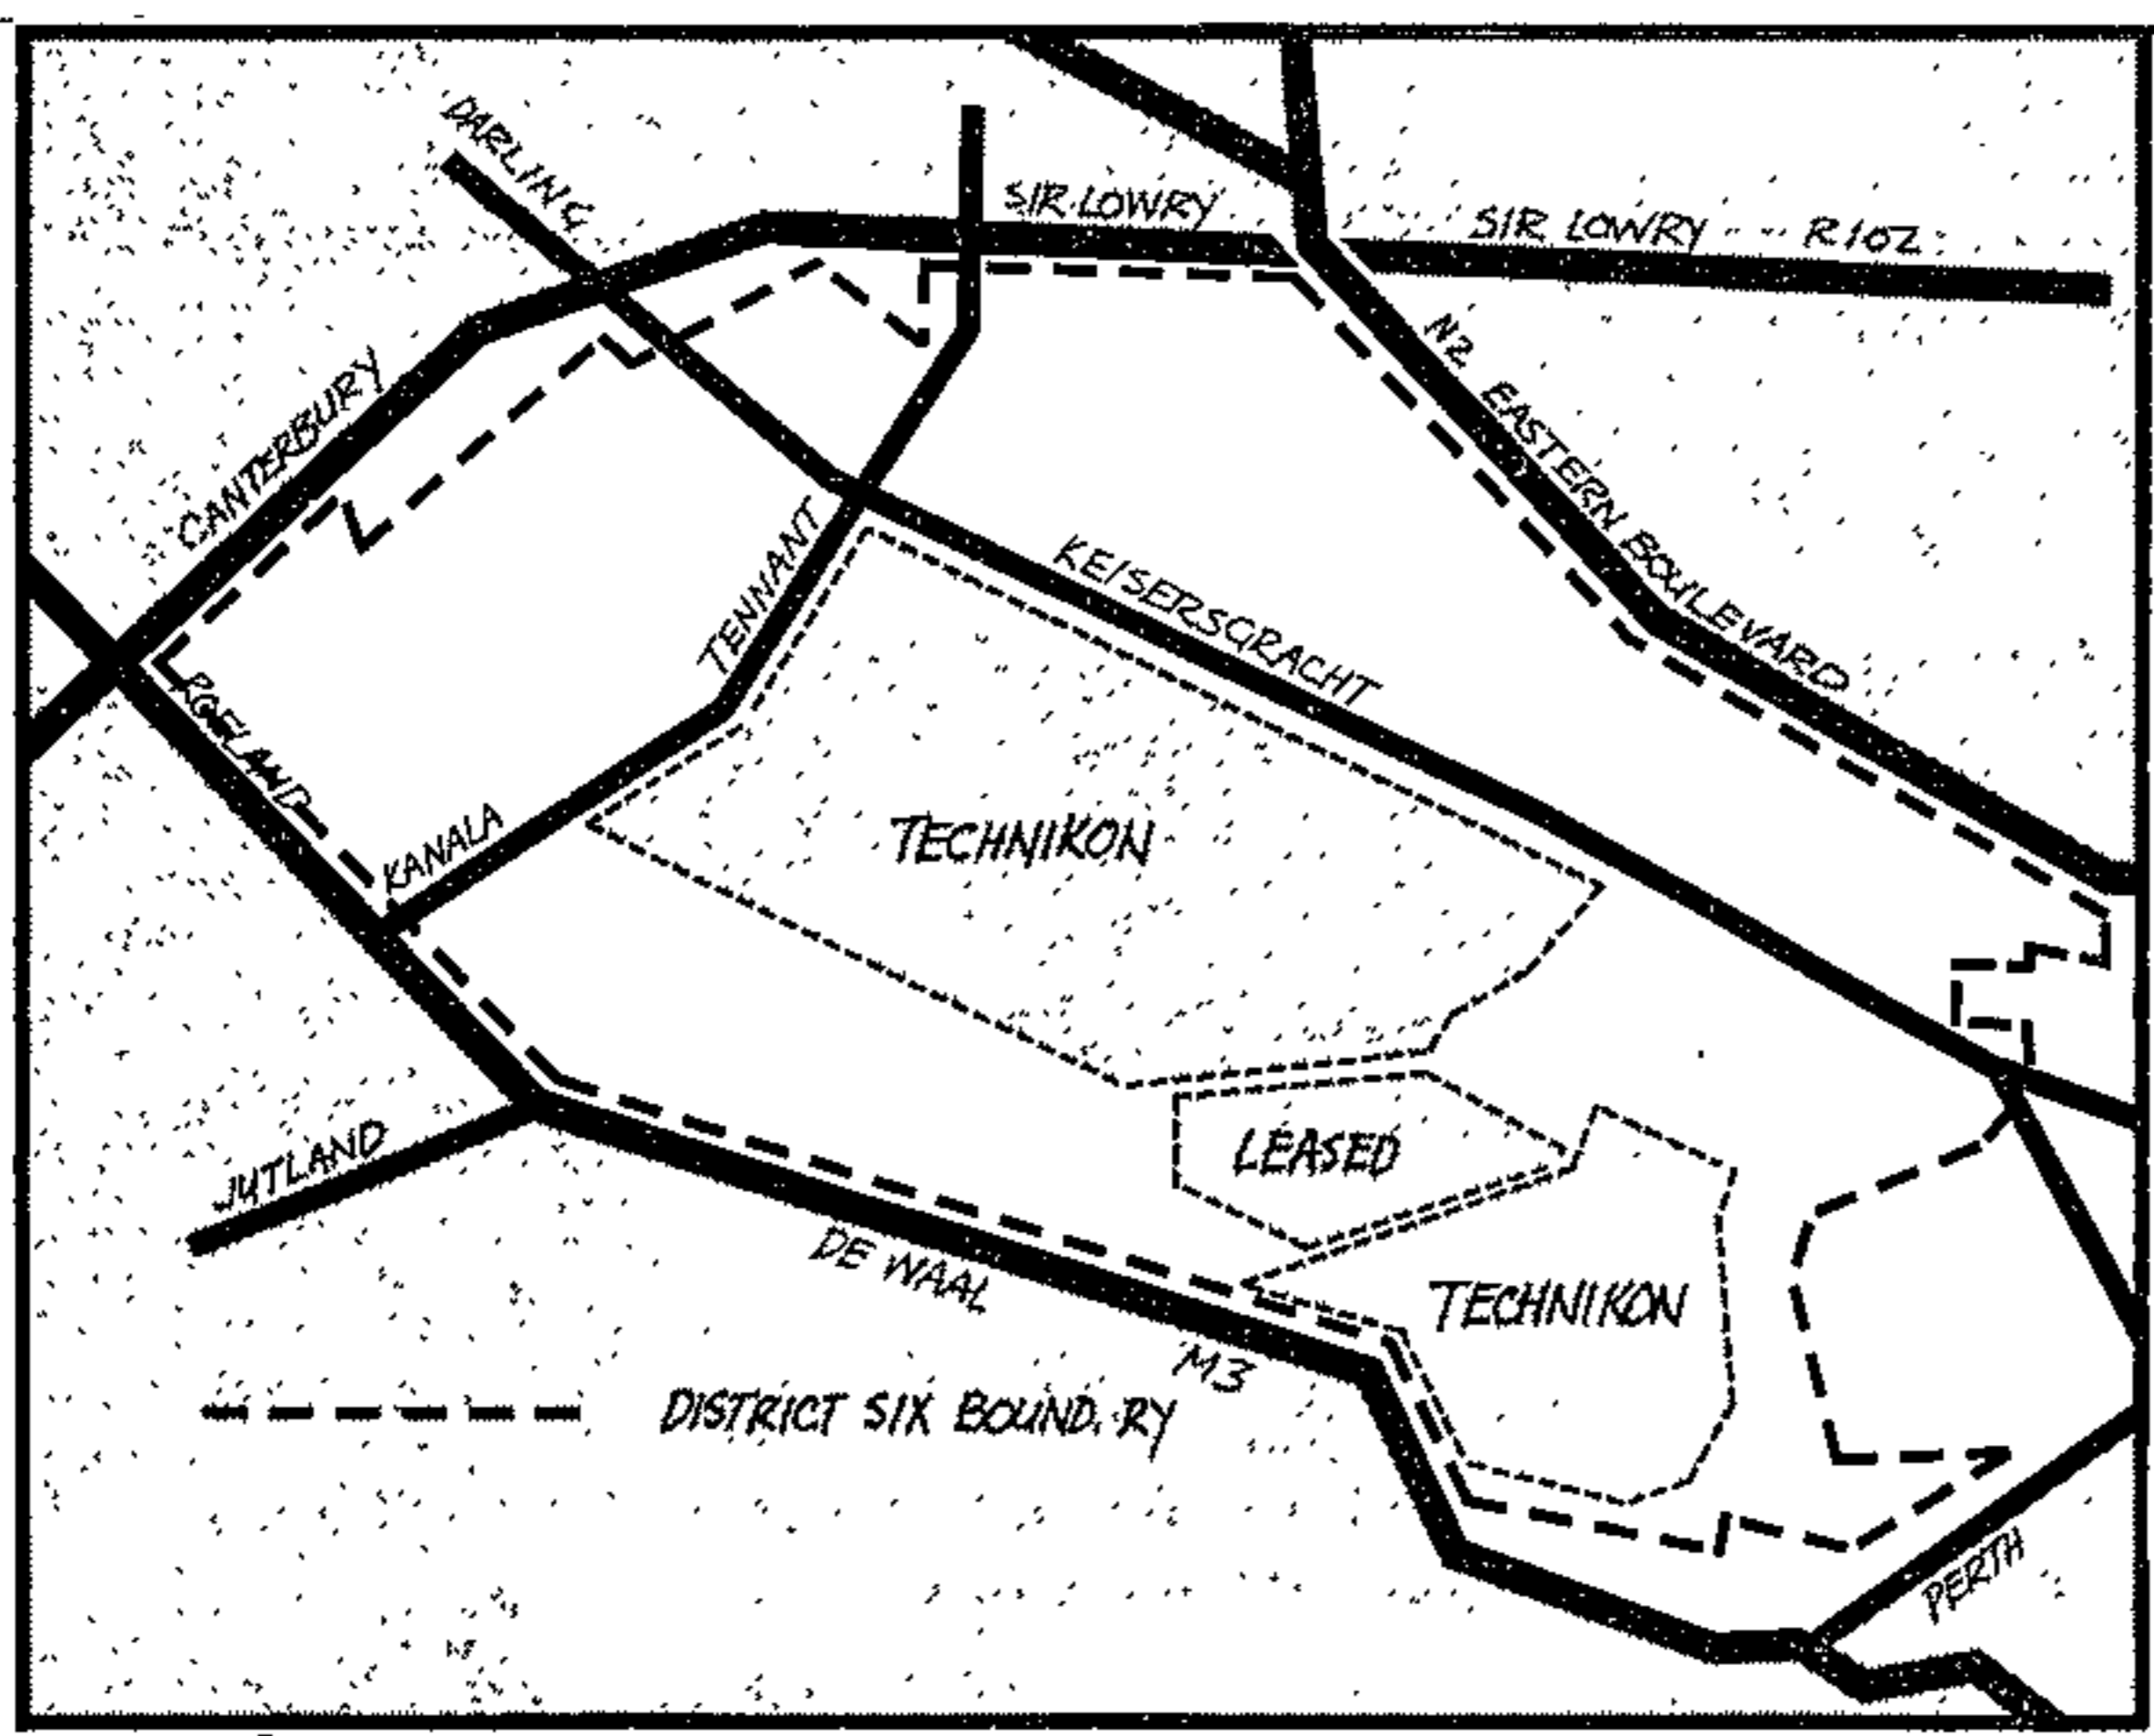 DARLING
SIR LOWRY
SIR LOWRY R102
N2 EASTERN BOULEVARD
CANTERBURY
TENNANT
KEISERSGRACHT
ROELAND
KANALA
TECHNIKON
JUTLAND
LEASED
DE WAAL
M3
TECHNIKON
DISTRICT SIX BOUND.RY
PERTH